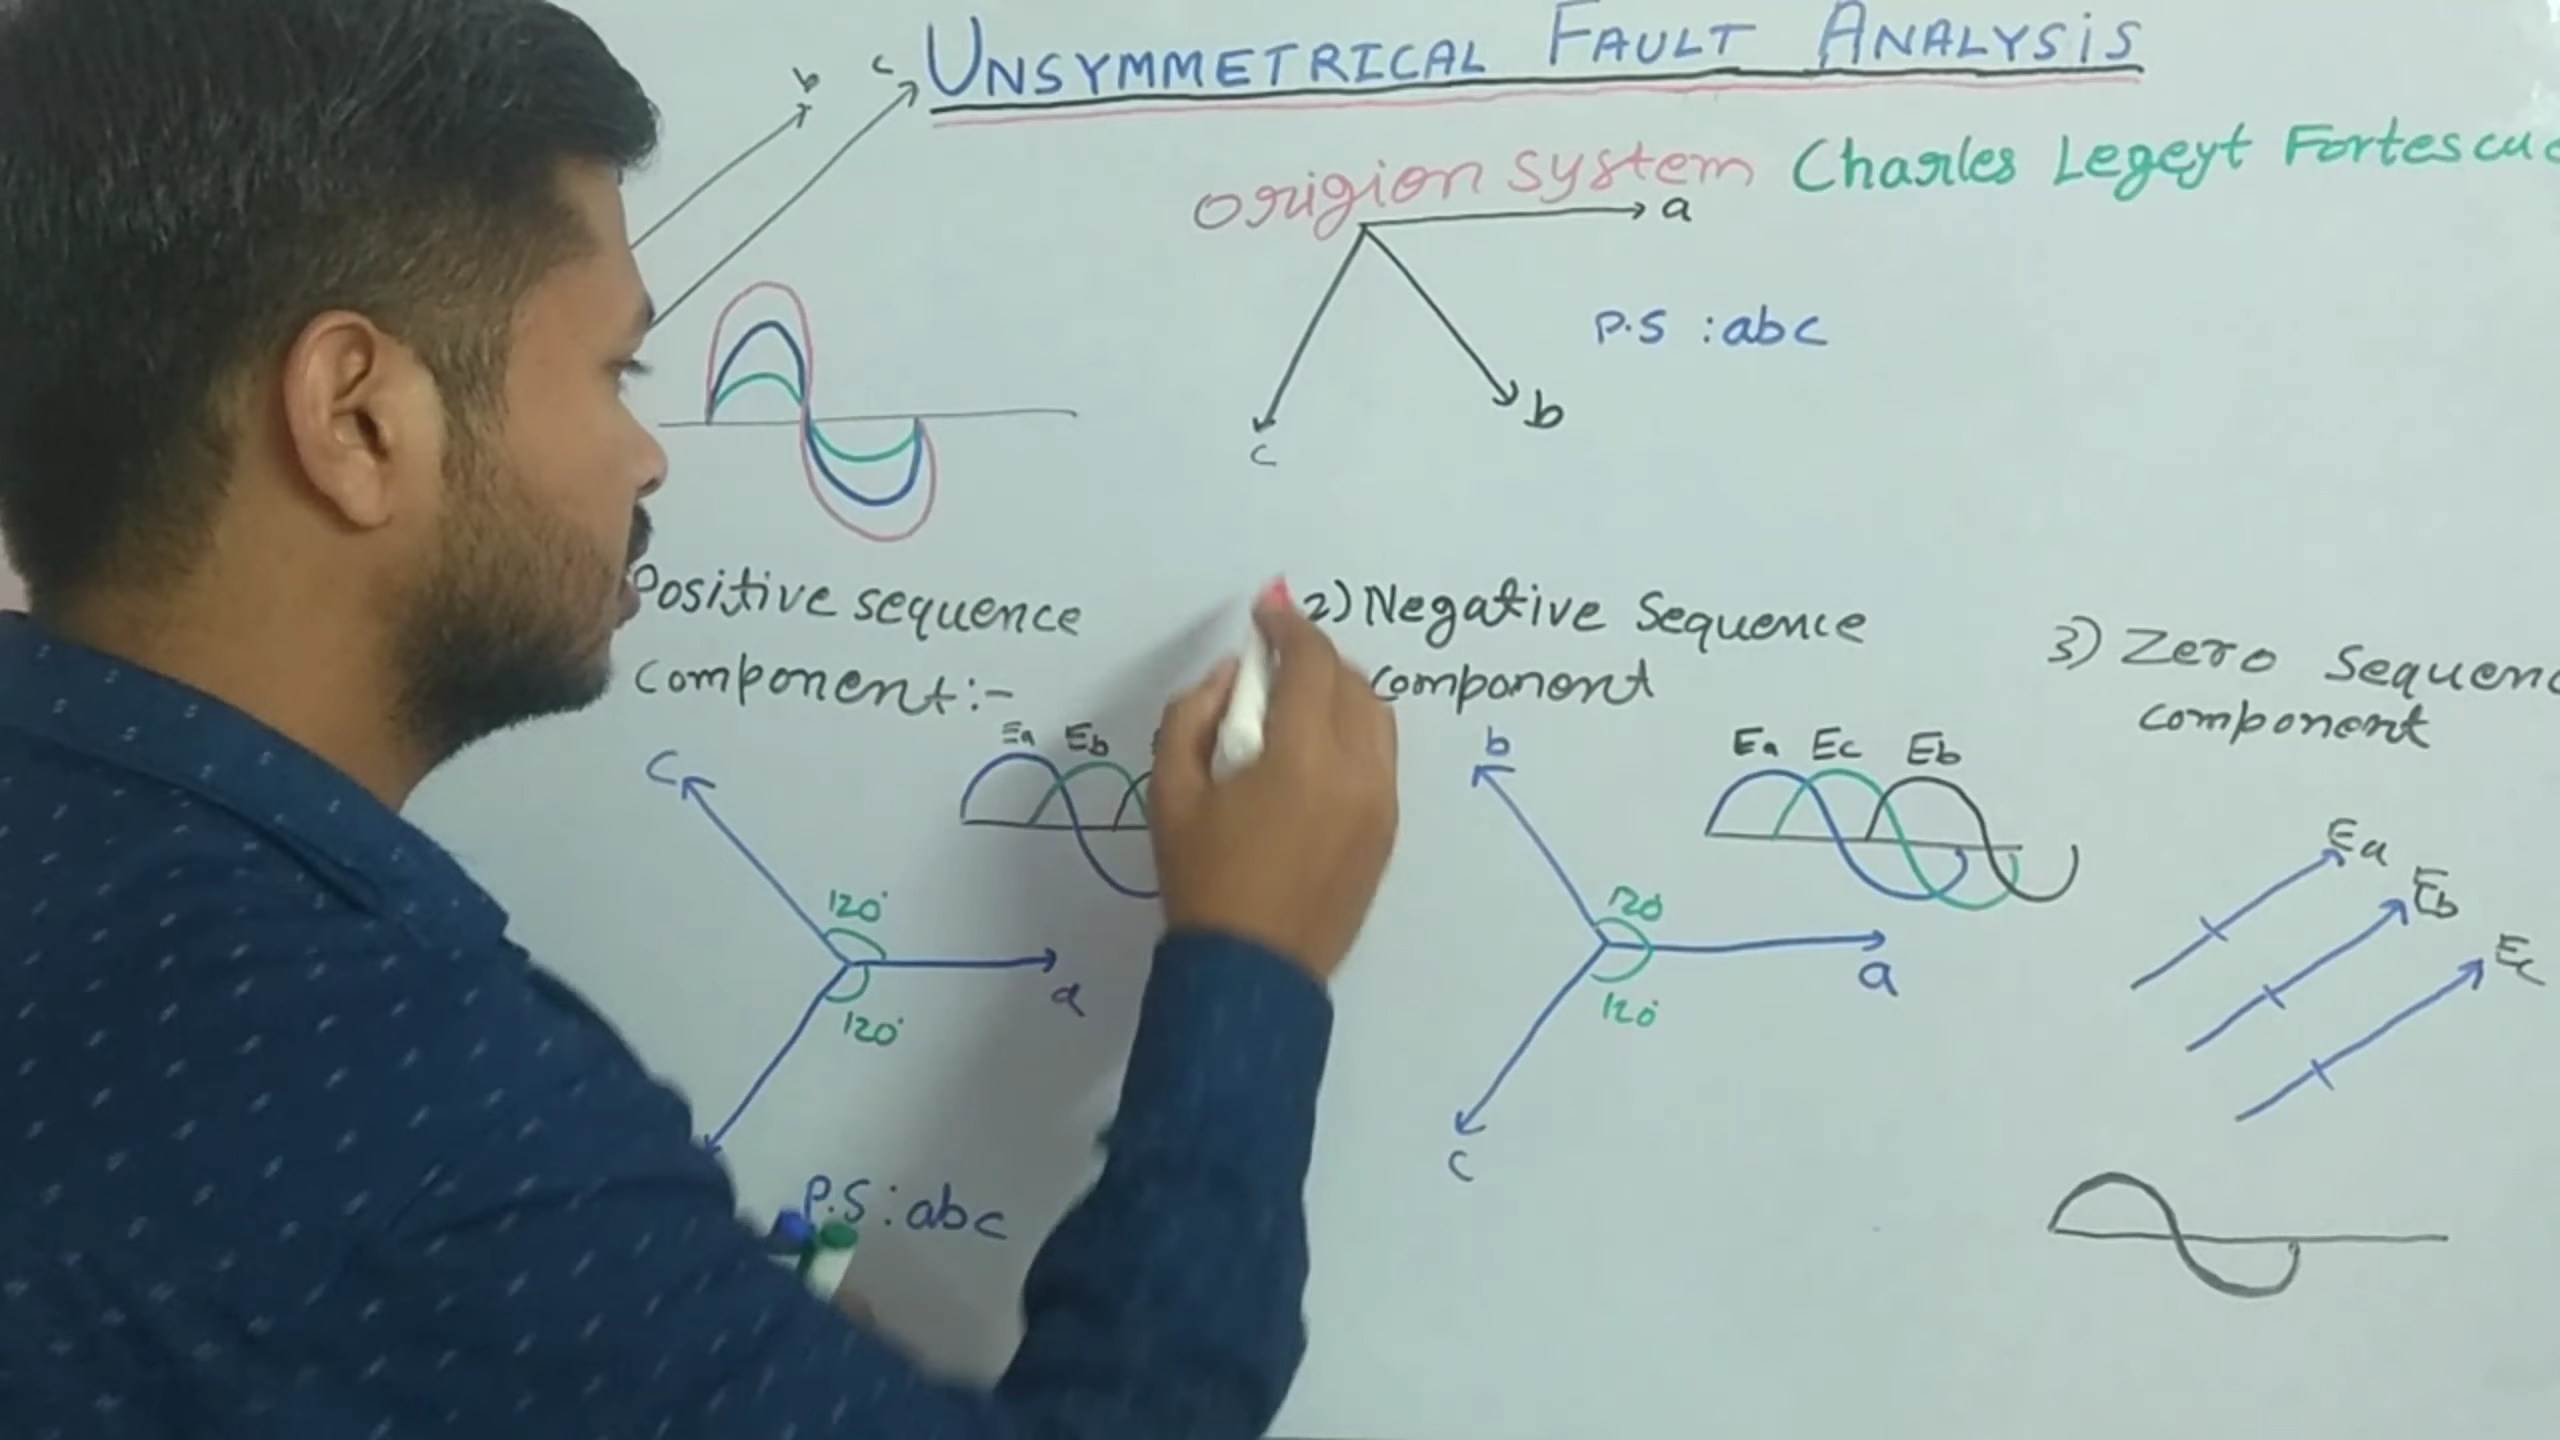 UNSYMMETRICAL FAULT ANALYSIS
b
c
origion system
Charles Legeyt Fortescue
a
b
c
P.S : abc
Positive sequence
component:-
Ea Eb
c
120°
120°
a
P.S : abc
2) Negative Sequence
component
Ea Ec Eb
b
120
120°
a
c
3) Zero Sequenc
component
Ea
Eb
Ec